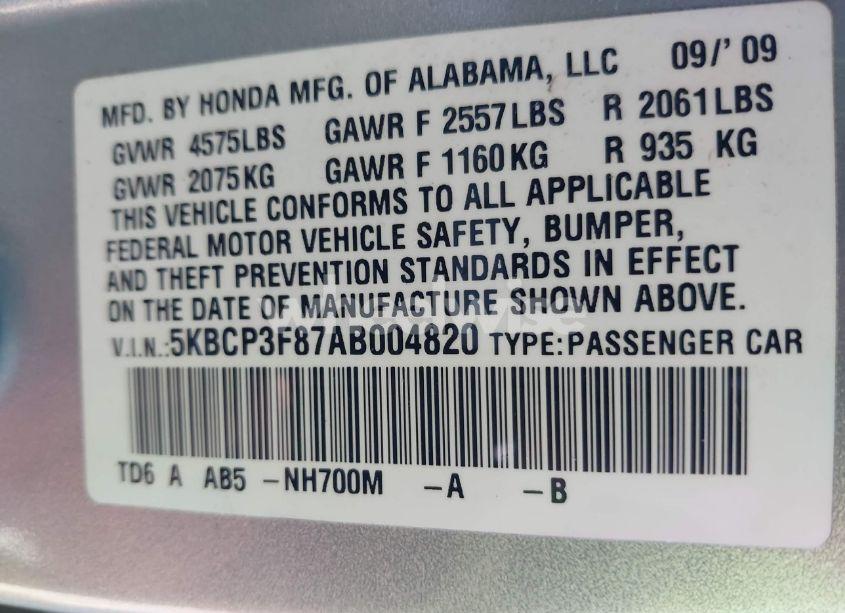 MFD. BY HONDA MFG. OF ALABAMA, LLC 09/'09
GVWR 4575LBS GAWR F 2557LBS R 2061LBS
GVWR 2075KG GAWR F 1160KG R 935 KG
THIS VEHICLE CONFORMS TO ALL APPLICABLE
FEDERAL MOTOR VEHICLE SAFETY, BUMPER,
AND THEFT PREVENTION STANDARDS IN EFFECT
ON THE DATE OF MANUFACTURE SHOWN ABOVE.
V.I.N.:5KBCP3F87AB004820 TYPE:PASSENGER CAR
TD6 A AB5 -NH700M -A -B